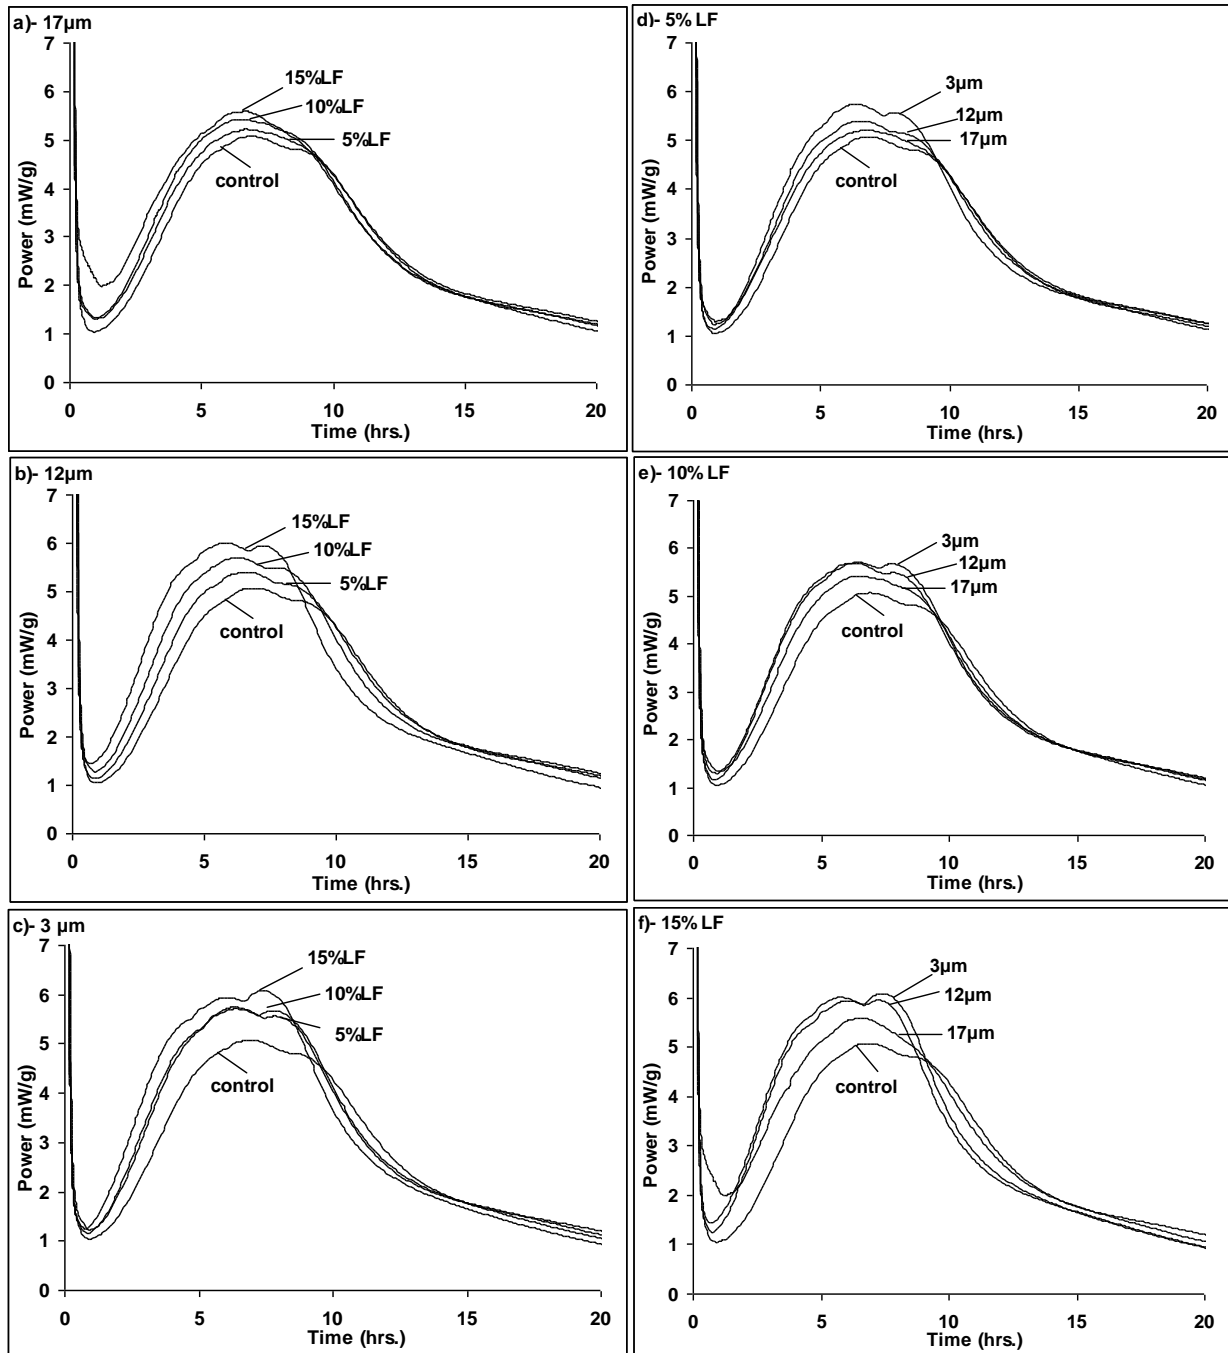 a)- 17µm
7
6
5
4
3
2
1
0
Power (mW/g)
15%LF
10%LF
5%LF
control
0 5 10 15 20
Time (hrs.)
b)- 12µm
7
6
5
4
3
2
1
0
Power (mW/g)
15%LF
10%LF
5%LF
control
0 5 10 15 20
Time (hrs.)
c)- 3 µm
7
6
5
4
3
2
1
0
Power (mW/g)
15%LF
10%LF
5%LF
control
0 5 10 15 20
Time (hrs.)
d)- 5% LF
7
6
5
4
3
2
1
0
Power (mW/g)
3µm
12µm
17µm
control
0 5 10 15 20
Time (hrs.)
e)- 10% LF
7
6
5
4
3
2
1
0
Power (mW/g)
3µm
12µm
17µm
control
0 5 10 15 20
Time (hrs.)
f)- 15% LF
7
6
5
4
3
2
1
0
Power (mW/g)
3µm
12µm
17µm
control
0 5 10 15 20
Time (hrs.)